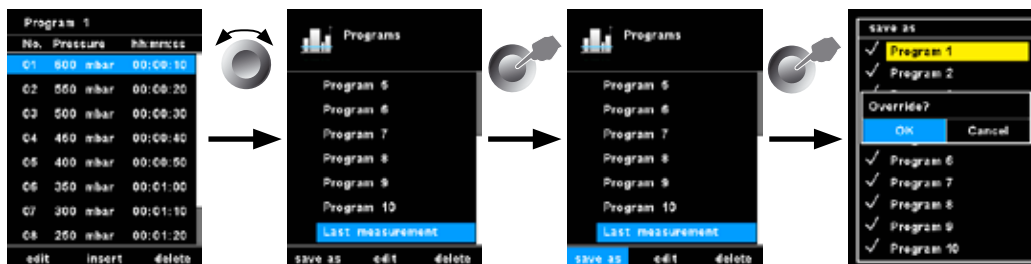 Program 1
No. Pressure hh:mm:ss
01 600 mbar 00:00:10
02 550 mbar 00:00:20
03 500 mbar 00:00:30
04 450 mbar 00:00:40
05 400 mbar 00:00:50
06 350 mbar 00:01:00
07 300 mbar 00:01:10
08 250 mbar 00:01:20
edit insert delete
Programs
Program 5
Program 6
Program 7
Program 8
Program 9
Program 10
Last measurement
save as edit delete
Programs
Program 5
Program 6
Program 7
Program 8
Program 9
Program 10
Last measurement
save as edit delete
save as
Program 1
Program 2
Override?
OK Cancel
Program 6
Program 7
Program 8
Program 9
Program 10